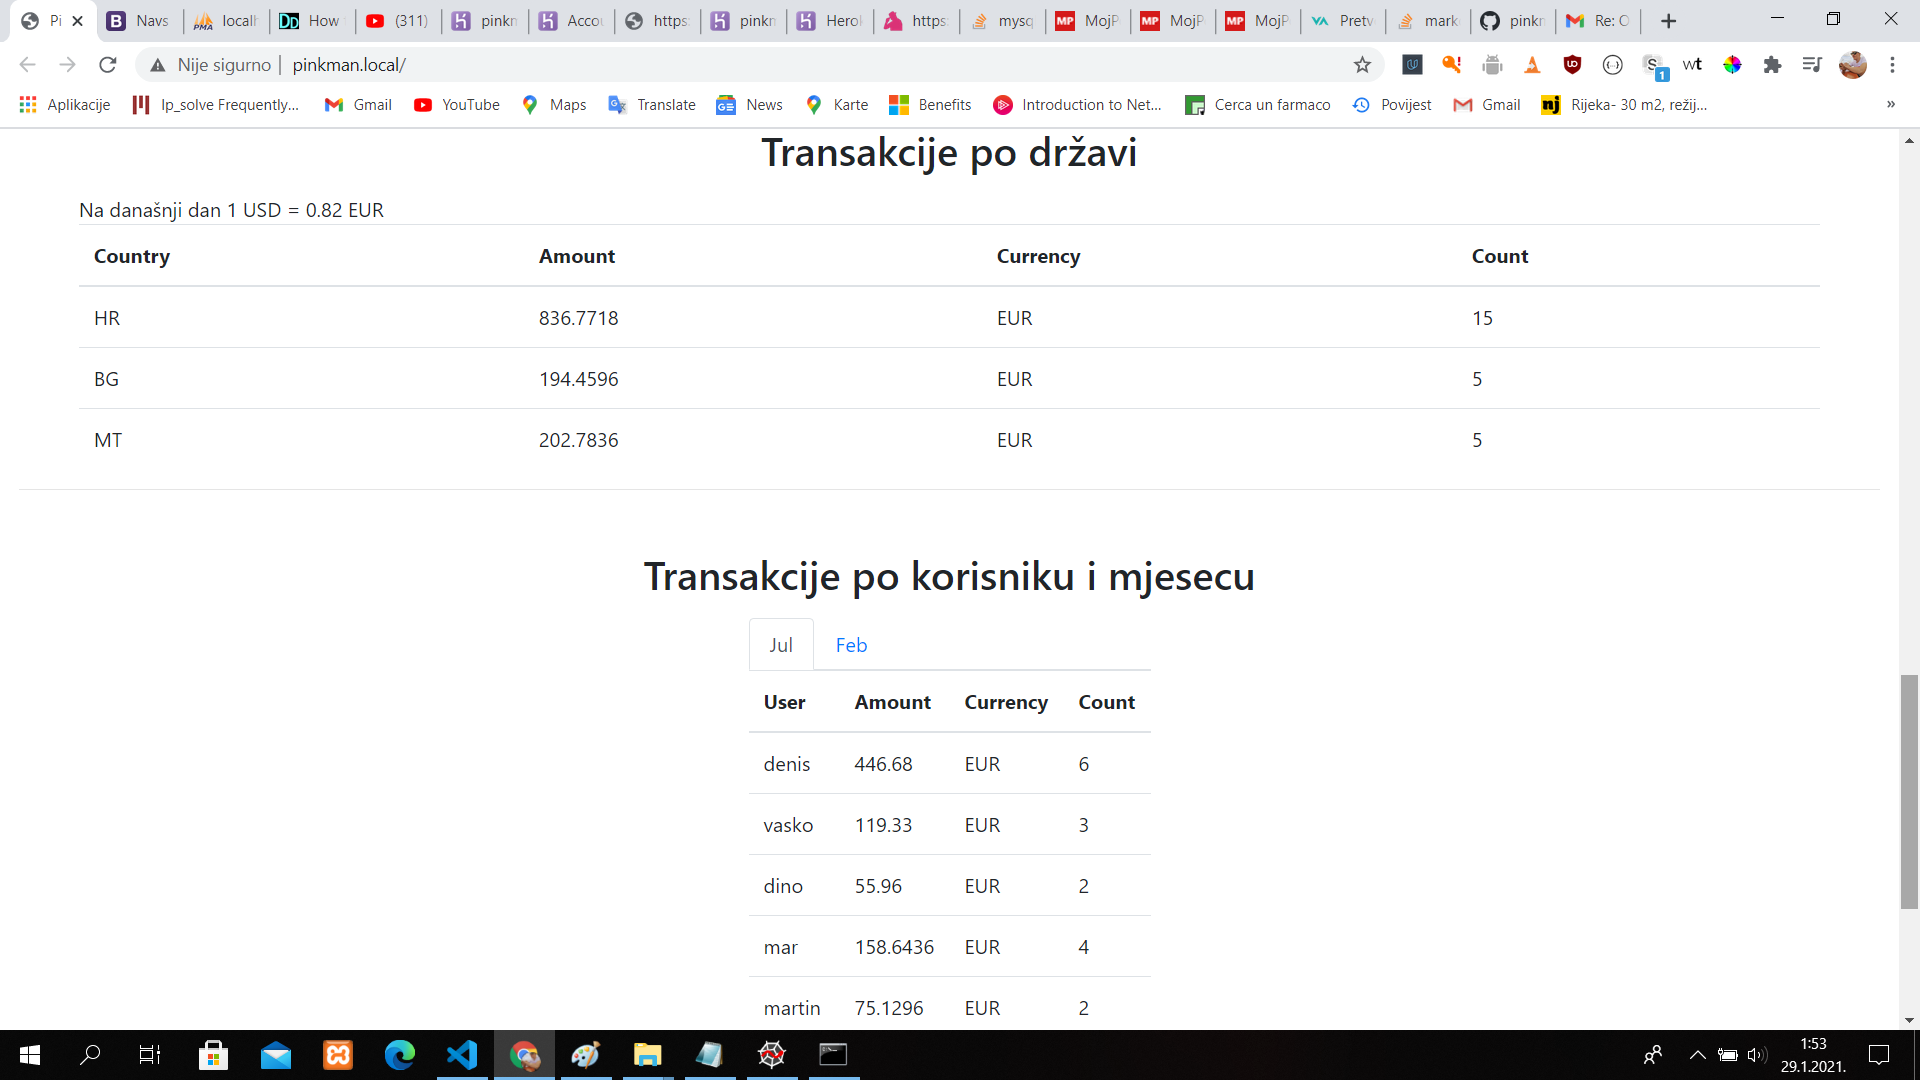 Pi
Navs
localh
How
(311)
pinkn
Accou
https:
pinkn
Herok
https:
mysq
MojP
MojP
MojP
Pretv
mark
pinkn
Re: O
Nije sigurno
pinkman.local/
Aplikacije
lp_solve Frequently...
Gmail
YouTube
Maps
Translate
News
Karte
Benefits
Introduction to Net...
Cerca un farmaco
Povijest
Gmail
Rijeka- 30 m2, režij...
»
Transakcije po državi
Na današnji dan 1 USD = 0.82 EUR
Country Amount Currency Count
HR 836.7718 EUR 15
BG 194.4596 EUR 5
MT 202.7836 EUR 5
Transakcije po korisniku i mjesecu
Jul Feb
User Amount Currency Count
denis 446.68 EUR 6
vasko 119.33 EUR 3
dino 55.96 EUR 2
mar 158.6436 EUR 4
martin 75.1296 EUR 2
1:53
29.1.2021.